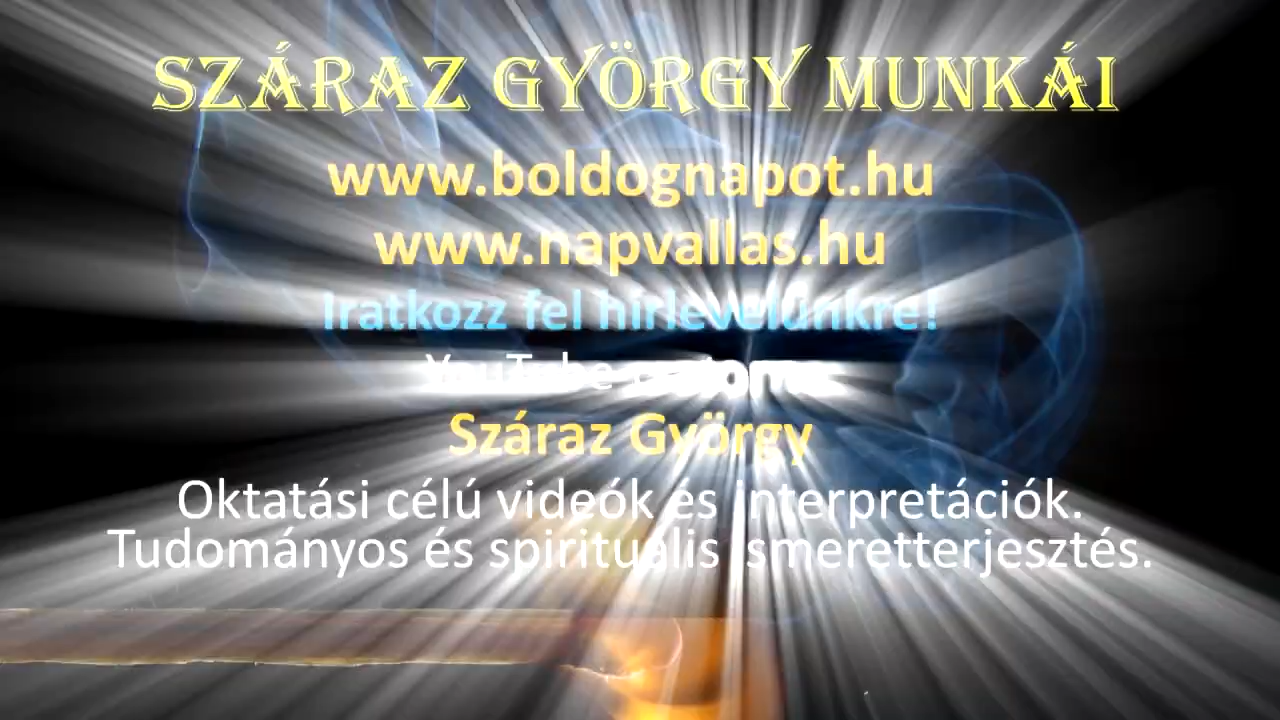 SZÁRAZ GYÖRGY MUNKÁI
www.boldognapot.hu
www.napvallas.hu
Iratkozz fel hírlevelünkre!
YouTube
Száraz György
Oktatási célú videók és Interpretációk.
Tudományos és spirituális ismeretterjesztés.